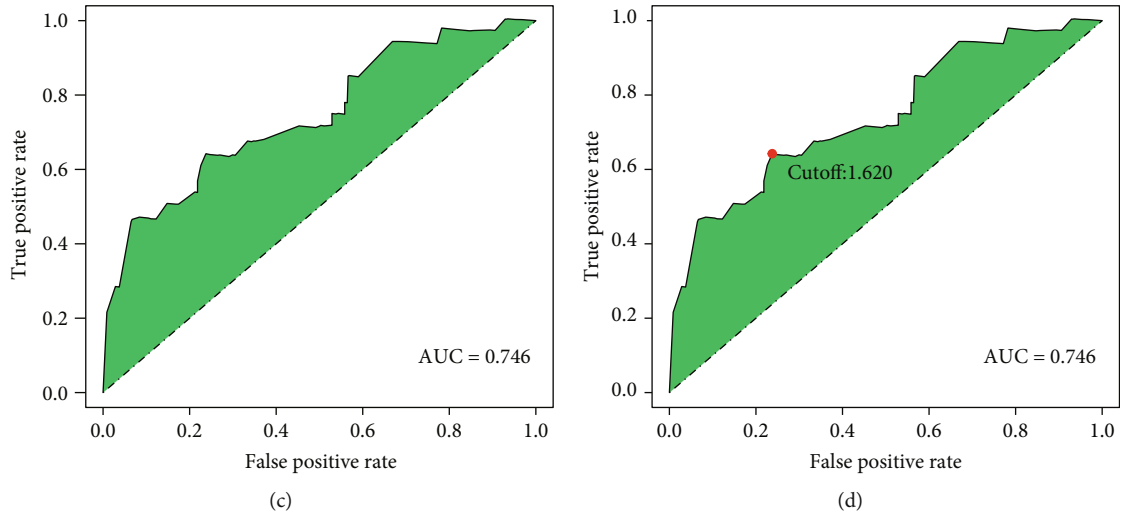 1.0
0.8
0.6
0.4
0.2
0.0
True positive rate
AUC = 0.746
0.0 0.2 0.4 0.6 0.8 1.0
False positive rate
(c)
1.0
0.8
0.6
0.4
0.2
0.0
True positive rate
Cutoff:1.620
AUC = 0.746
0.0 0.2 0.4 0.6 0.8 1.0
False positive rate
(d)